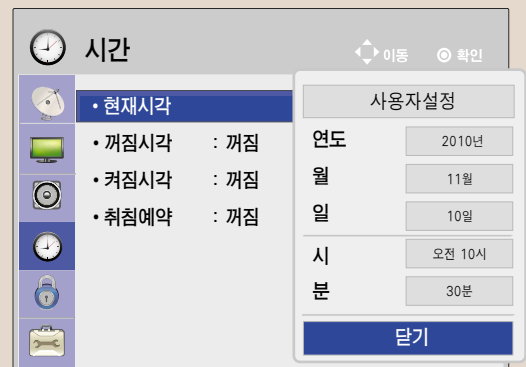 시간
이동 확인
• 현재시각
• 꺼짐시각 : 꺼짐
• 켜짐시각 : 꺼짐
• 취침예약 : 꺼짐
사용자설정
연도 2010년
월 11월
일 10일
시 오전 10시
분 30분
닫기